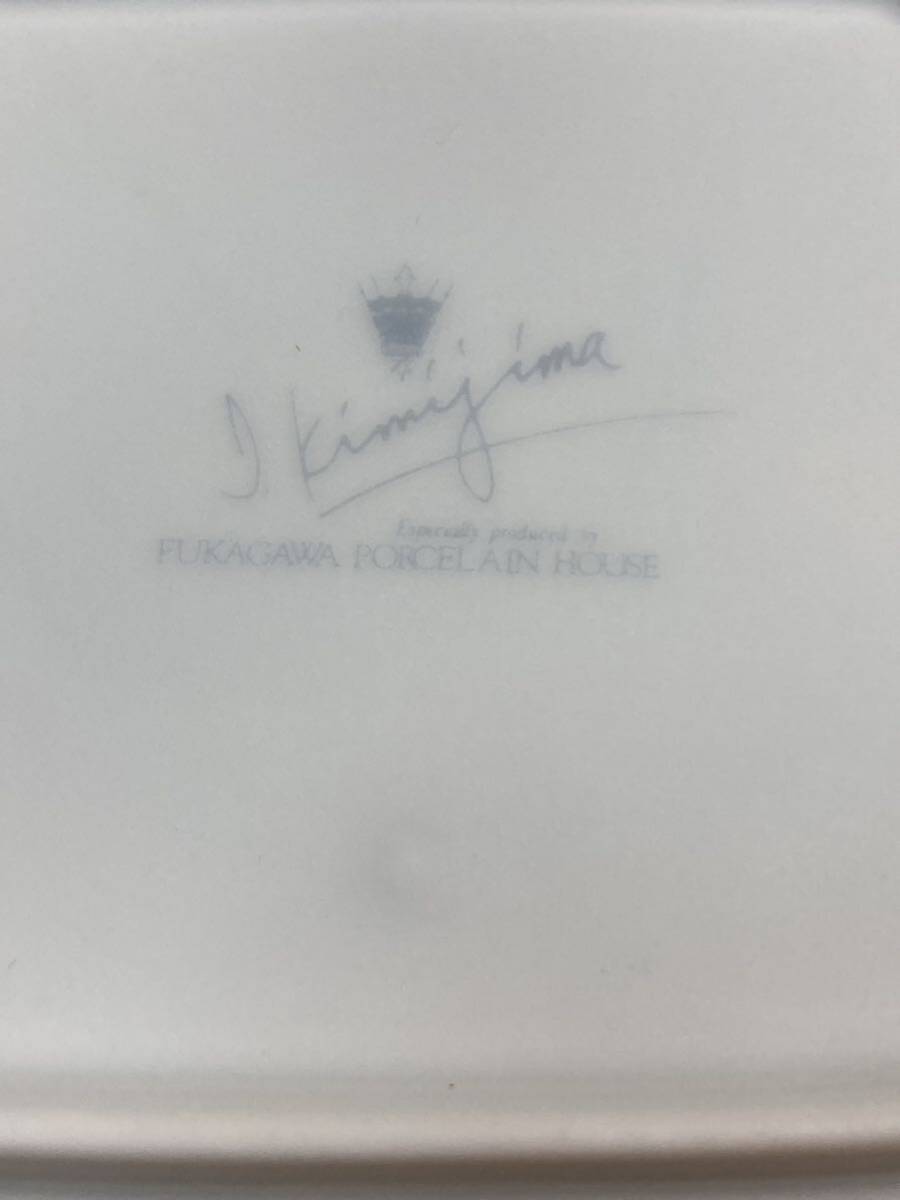 I. Kimijima
Especially produced by
FUKAGAWA PORCELAIN HOUSE